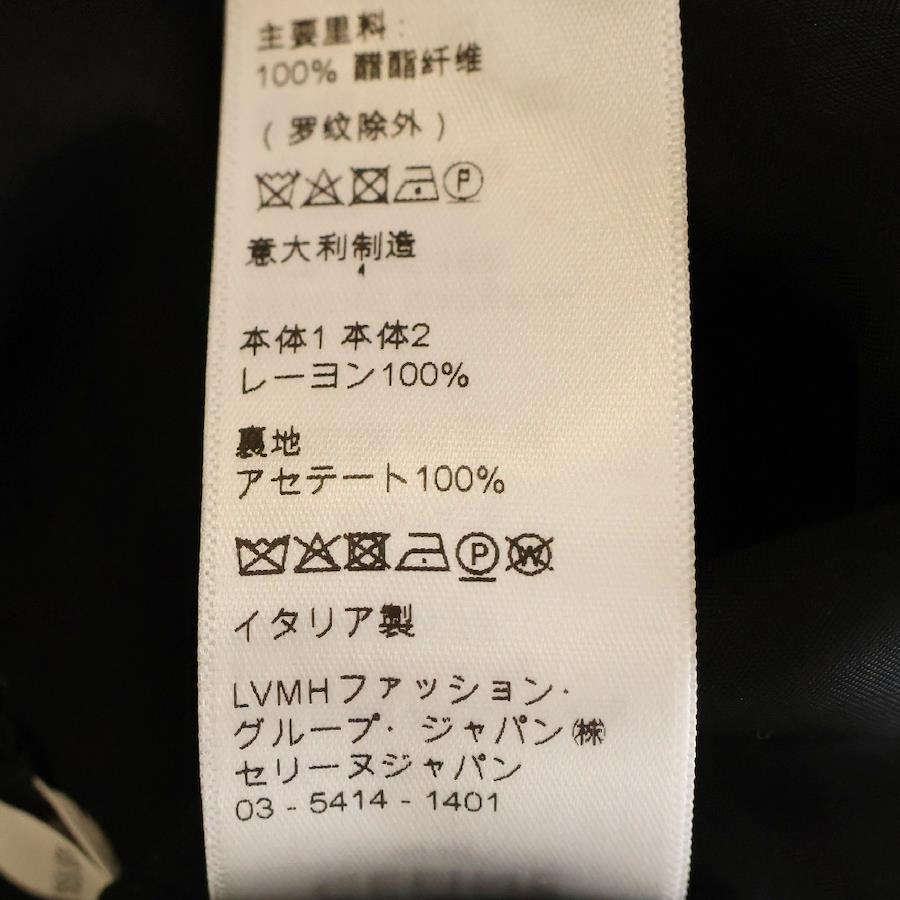 主要里料:
100% 醋酯纤维
(罗纹除外)
P
意大利制造
本体1 本体2
レーヨン100%
裏地
アセテート100%
P W
イタリア製
LVMHファッション・
グループ・ジャパン㈱
セリーヌジャパン
03 - 5414 - 1401